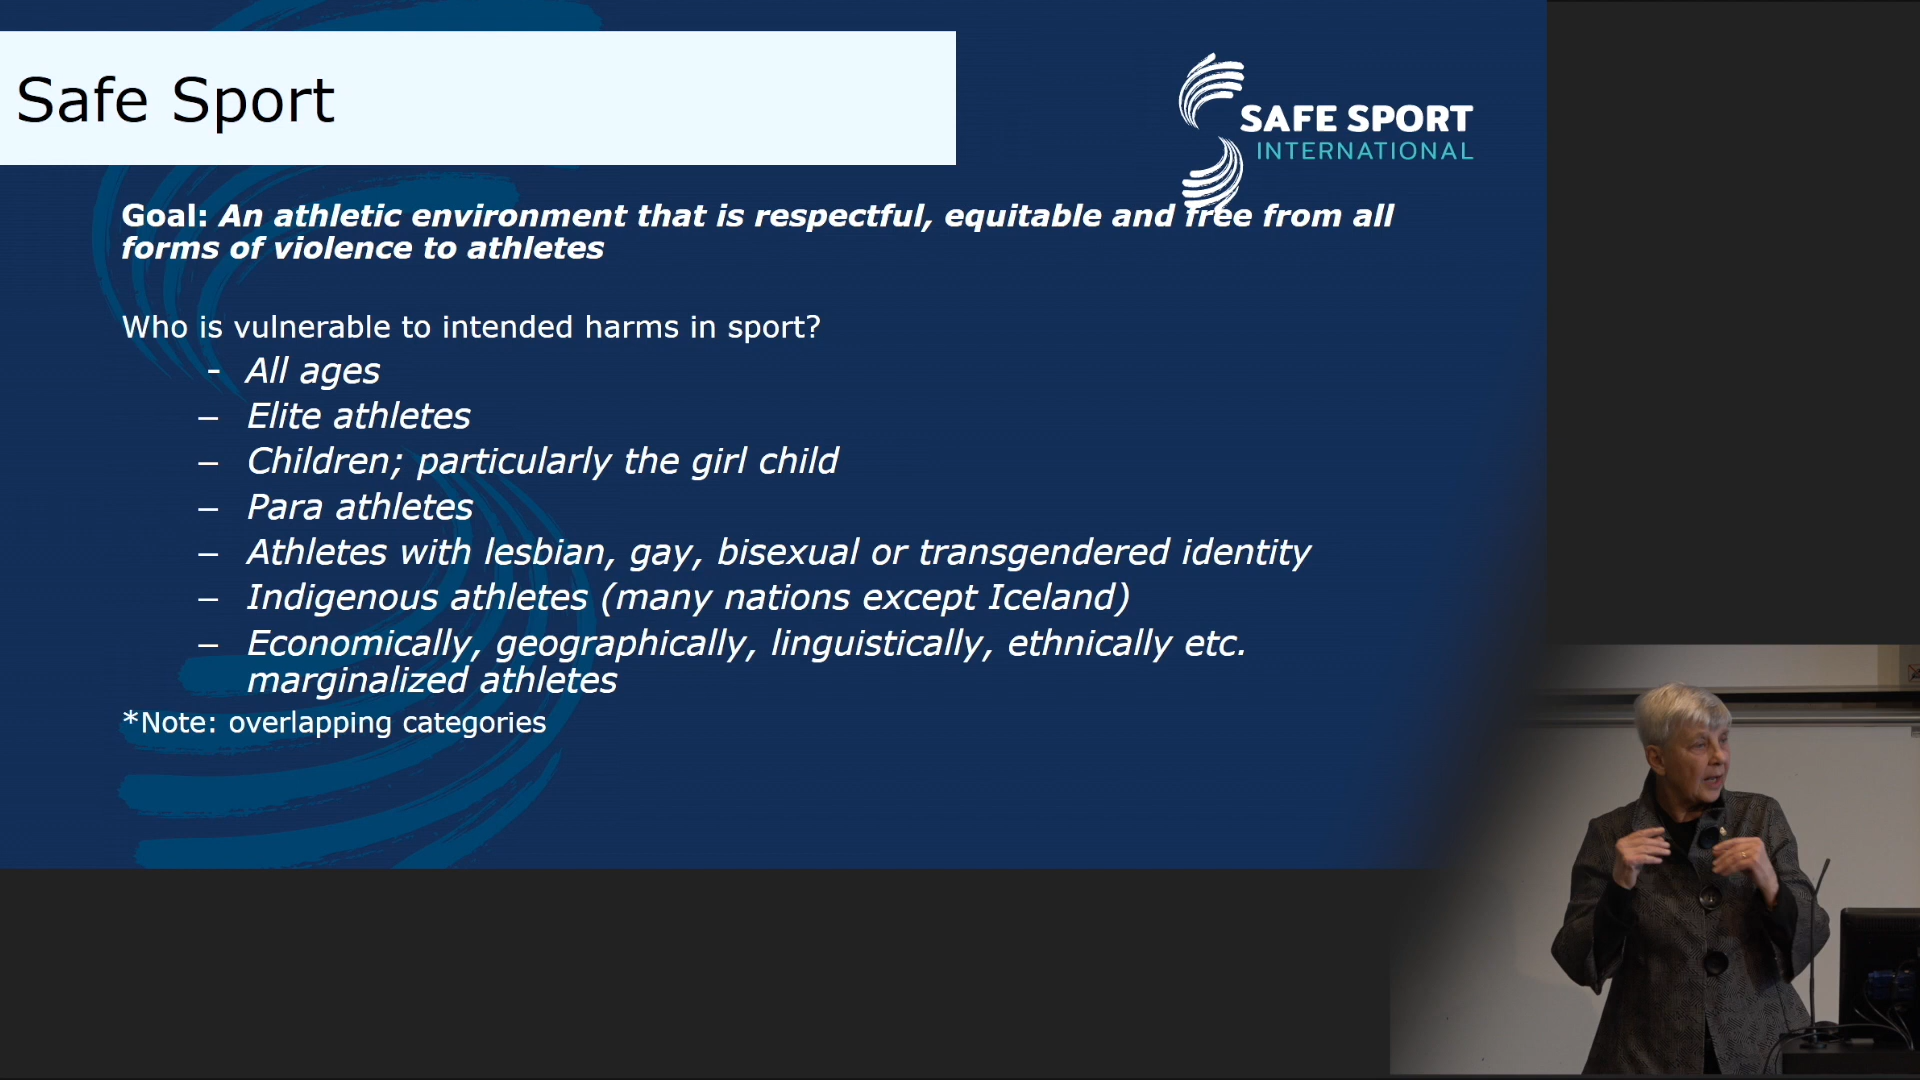 Safe Sport
SAFE SPORT
INTERNATIONAL
Goal: An athletic environment that is respectful, equitable and free from all
forms of violence to athletes
Who is vulnerable to intended harms in sport?
- All ages
– Elite athletes
– Children; particularly the girl child
– Para athletes
– Athletes with lesbian, gay, bisexual or transgendered identity
– Indigenous athletes (many nations except Iceland)
– Economically, geographically, linguistically, ethnically etc.
marginalized athletes
*Note: overlapping categories